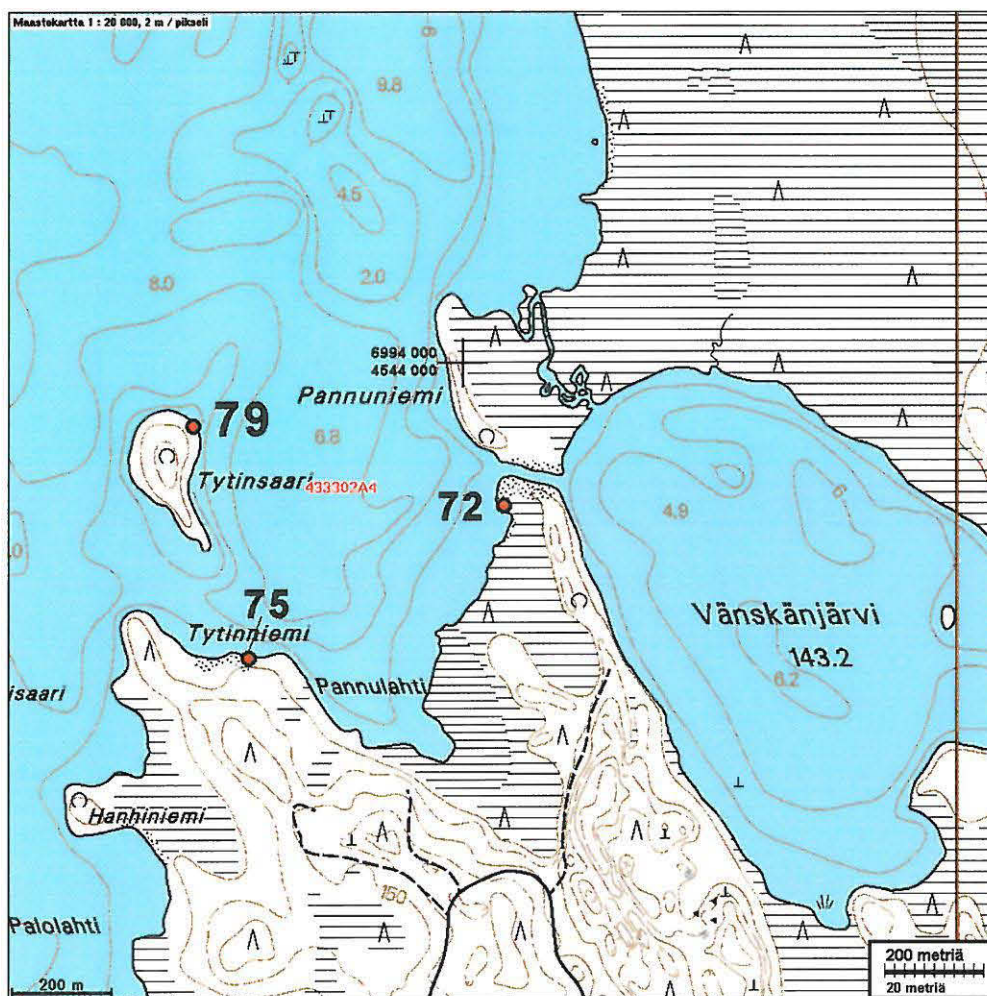 Maastokartta 1 : 20 000, 2 m / pikseli
9.8
4.5
2.0
8.0
6994 000
4544 000
Pannuniemi
79
6.8
Tytinsaari
433302A4
72
4.9
75
Tytinniemi
Vänskänjärvi
143.2
Pannulahti
isaari
6.2
Hanhiniemi
150
Palolahti
200 m
200 metriä
20 metriä